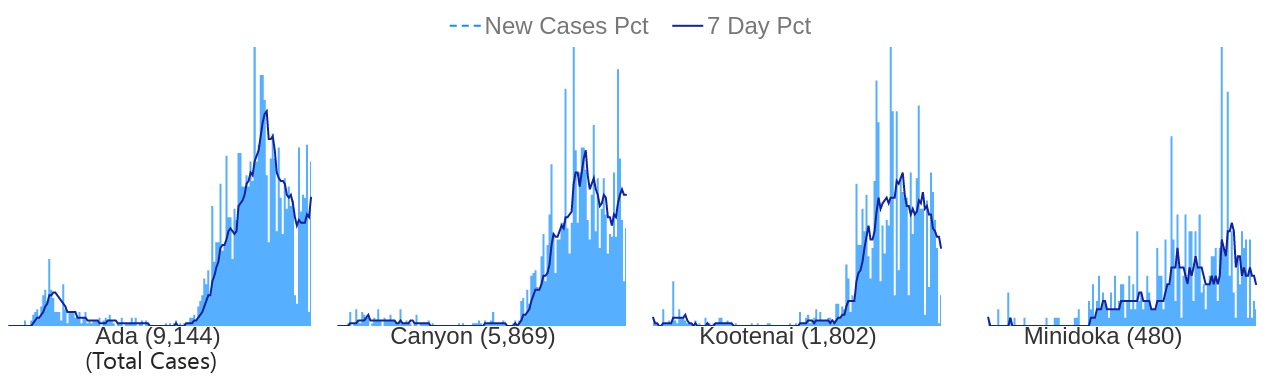 New Cases Pct 7 Day Pct
Ada (9,144) Canyon (5,869) Kootenai (1,802) Minidoka (480)
(Total Cases)